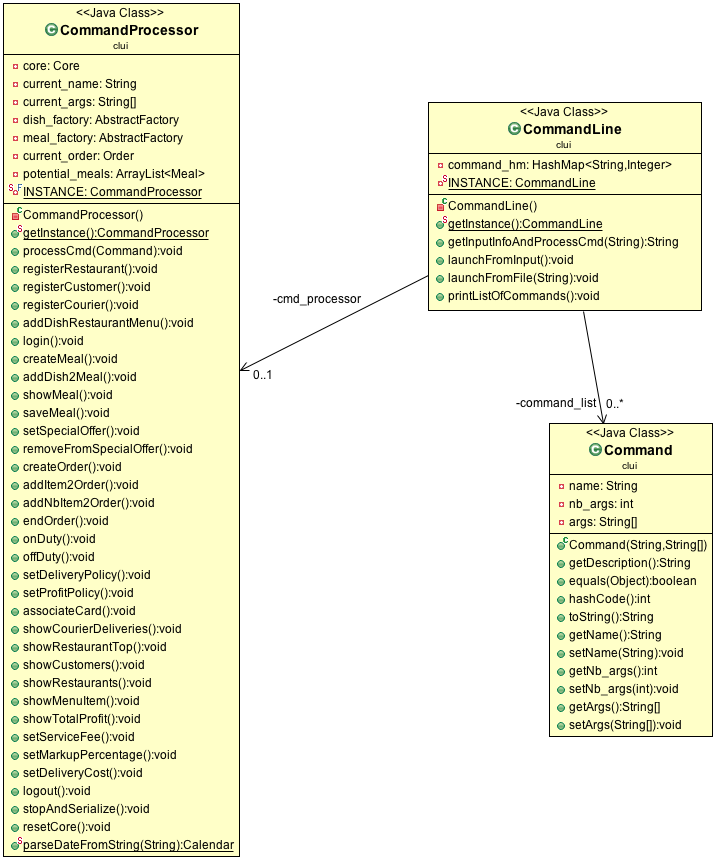 <<Java Class>>
CommandProcessor
clui
core: Core
current_name: String
current_args: String[]
dish_factory: AbstractFactory
meal_factory: AbstractFactory
current_order: Order
potential_meals: ArrayList<Meal>
INSTANCE: CommandProcessor
CommandProcessor()
getInstance():CommandProcessor
processCmd(Command):void
registerRestaurant():void
registerCustomer():void
registerCourier():void
addDishRestaurantMenu():void
login():void
createMeal():void
addDish2Meal():void
showMeal():void
saveMeal():void
setSpecialOffer():void
removeFromSpecialOffer():void
createOrder():void
addItem2Order():void
addNbItem2Order():void
endOrder():void
onDuty():void
offDuty():void
setDeliveryPolicy():void
setProfitPolicy():void
associateCard():void
showCourierDeliveries():void
showRestaurantTop():void
showCustomers():void
showRestaurants():void
showMenuItem():void
showTotalProfit():void
setServiceFee():void
setMarkupPercentage():void
setDeliveryCost():void
logout():void
stopAndSerialize():void
resetCore():void
parseDateFromString(String):Calendar
-cmd_processor
0..1
<<Java Class>>
CommandLine
clui
command_hm: HashMap<String,Integer>
INSTANCE: CommandLine
CommandLine()
getInstance():CommandLine
getInputInfoAndProcessCmd(String):String
launchFromInput():void
launchFromFile(String):void
printListOfCommands():void
-command_list
0..*
<<Java Class>>
Command
clui
name: String
nb_args: int
args: String[]
Command(String,String[])
getDescription():String
equals(Object):boolean
hashCode():int
toString():String
getName():String
setName(String):void
getNb_args():int
setNb_args(int):void
getArgs():String[]
setArgs(String[]):void